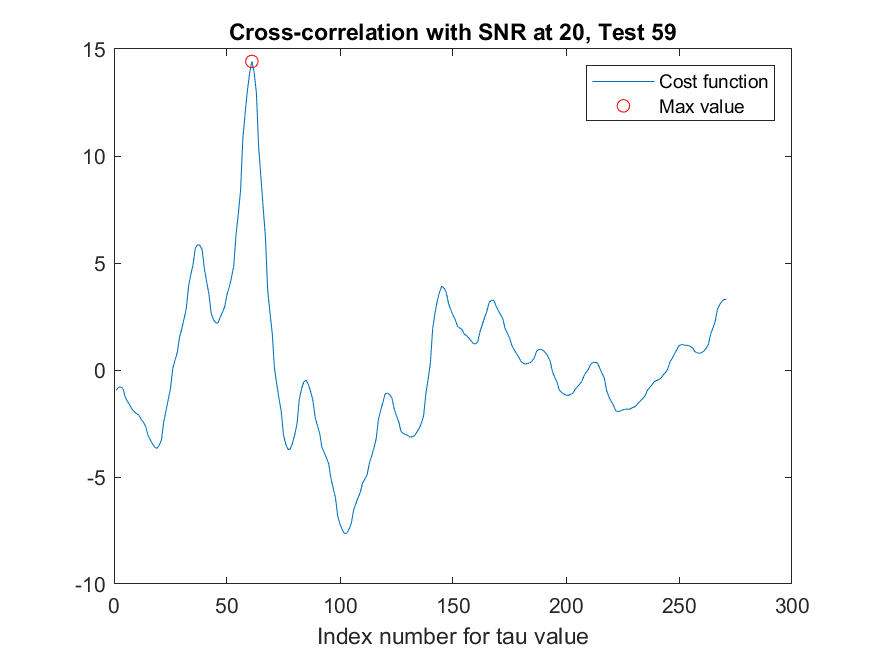 Cross-correlation with SNR at 20, Test 59
15
10
5
0
-5
-10
0 50 100 150 200 250 300
Index number for tau value
Cost function
Max value